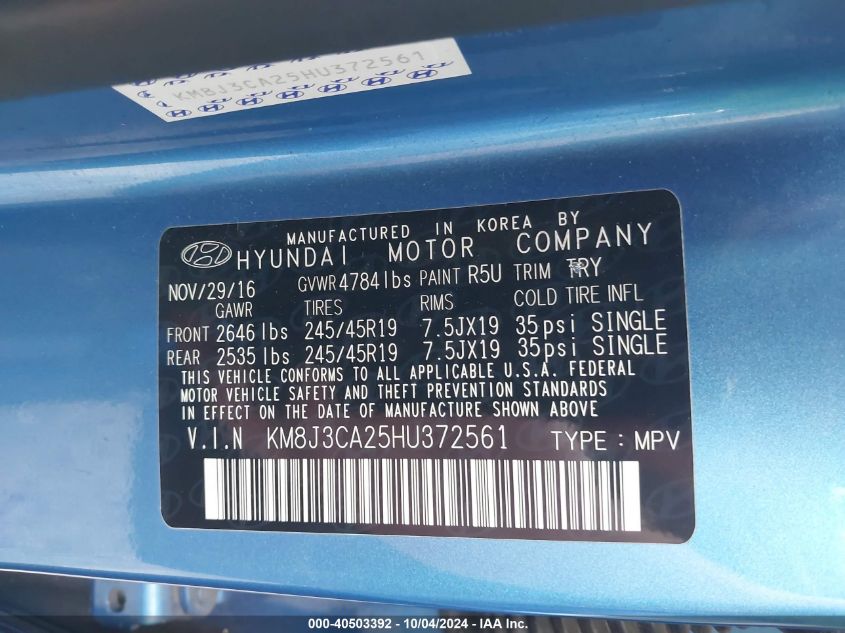 KM8J3CA25HU372561
MANUFACTURED IN KOREA BY
HYUNDAI MOTOR COMPANY
NOV/29/16 GVWR 4784 lbs PAINT R5U TRIM TRY
GAWR TIRES RIMS COLD TIRE INFL
FRONT 2646 lbs 245/45R19 7.5JX19 35psi SINGLE
REAR 2535 lbs 245/45R19 7.5JX19 35psi SINGLE
THIS VEHICLE CONFORMS TO ALL APPLICABLE U.S.A. FEDERAL
MOTOR VEHICLE SAFETY AND THEFT PREVENTION STANDARDS
IN EFFECT ON THE DATE OF MANUFACTURE SHOWN ABOVE
V.I.N KM8J3CA25HU372561 TYPE : MPV
000-40503392 - 10/04/2024 - IAA Inc.